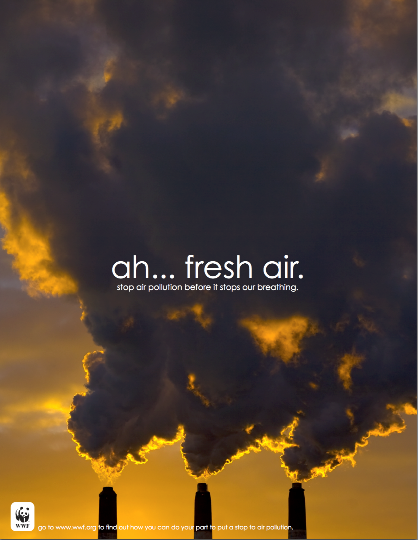 ah... fresh air.
stop air pollution before it stops our breathing.
WWF
go to www.wwf.org to find out how you can do your part to put a stop to air pollution.